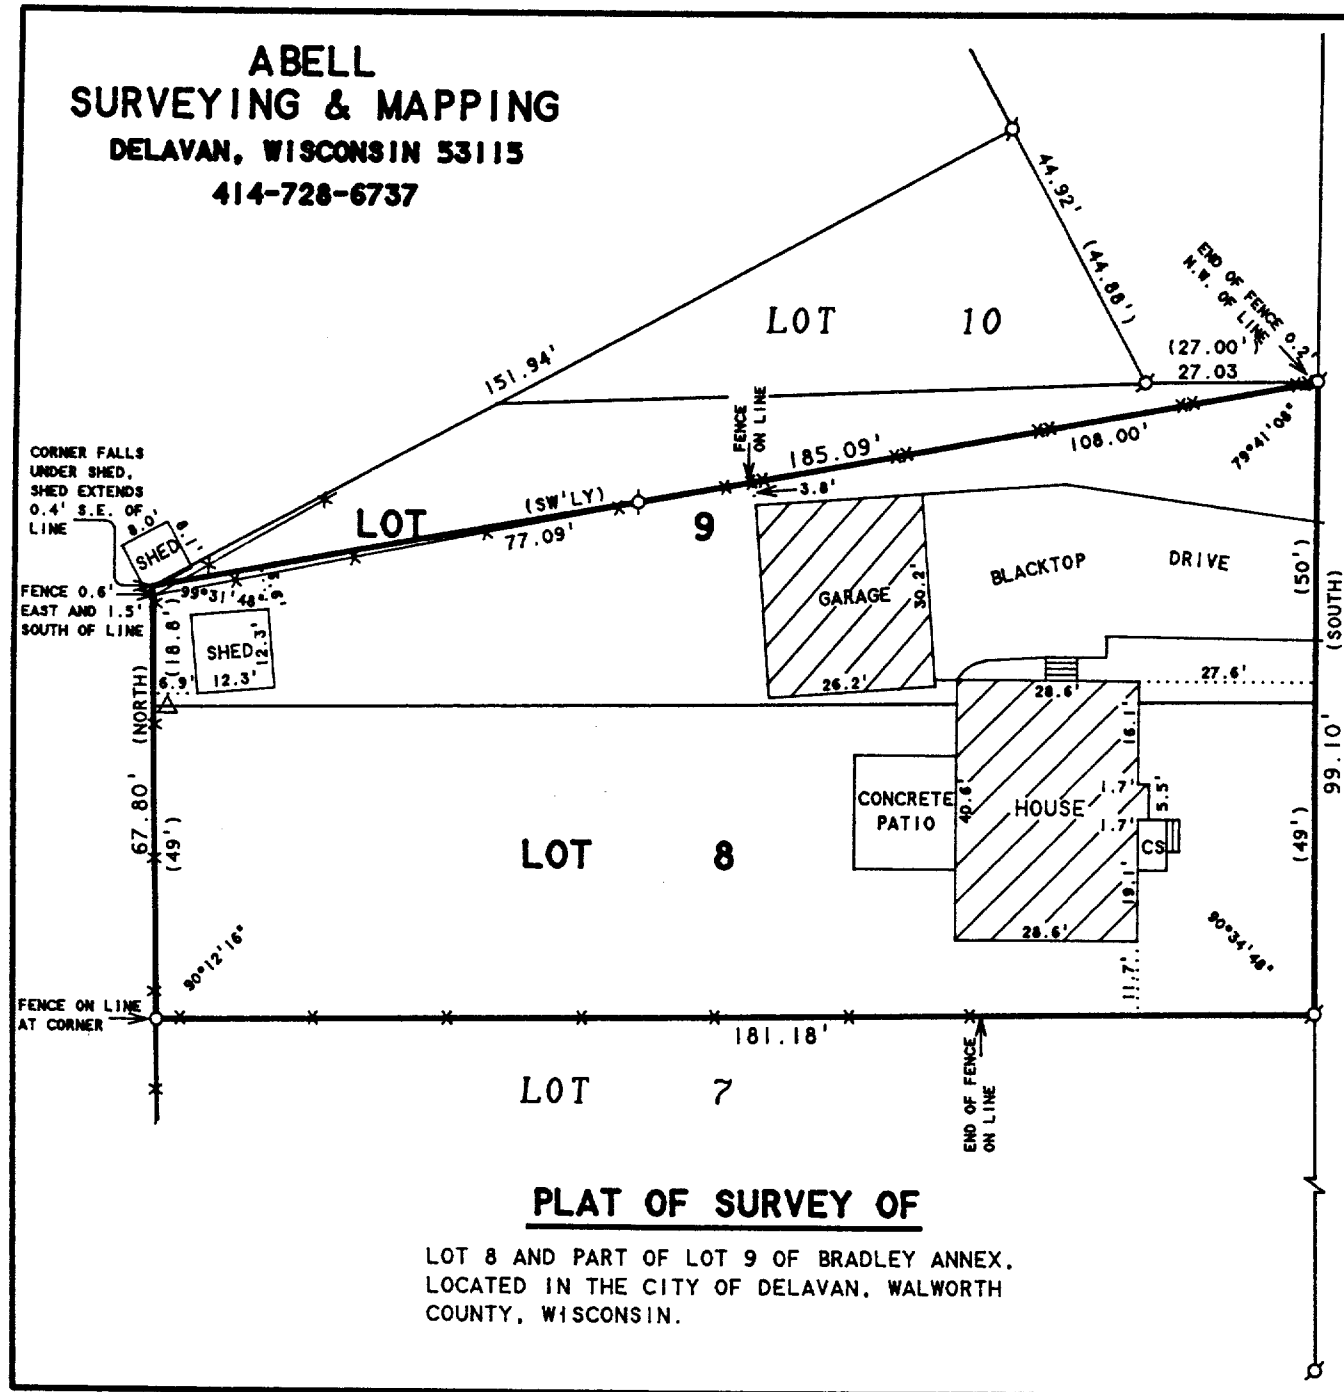 ABELL
SURVEYING & MAPPING
DELAVAN, WISCONSIN 53115
414-728-6737
44.92'
(44.88')
END OF FENCE 0.2'
N.W. OF LINE
LOT 10
(27.00')
27.03
151.94'
FENCE
ON LINE
185.09'
108.00'
79°41'08"
3.8'
CORNER FALLS
UNDER SHED.
SHED EXTENDS
0.4' S.E. OF
LINE
8.0'
SHED
(SW'LY)
LOT 9
77.09'
FENCE 0.6'
EAST AND 1.5'
SOUTH OF LINE
99°31'48"
(18.8')
SHED
12.3'
12.3'
6.9'
GARAGE
30.2'
26.2'
BLACKTOP DRIVE
(50')
(SOUTH)
27.6'
28.6'
16.1'
(NORTH)
67.80'
(49')
CONCRETE
PATIO
40.6'
HOUSE
1.7'
5.5'
1.7'
CS
19.1'
28.6'
99.10'
(49')
LOT 8
90°12'16"
90°34'48"
11.7'
FENCE ON LINE
AT CORNER
181.18'
END OF FENCE
ON LINE
LOT 7
PLAT OF SURVEY OF
LOT 8 AND PART OF LOT 9 OF BRADLEY ANNEX.
LOCATED IN THE CITY OF DELAVAN. WALWORTH
COUNTY, WISCONSIN.